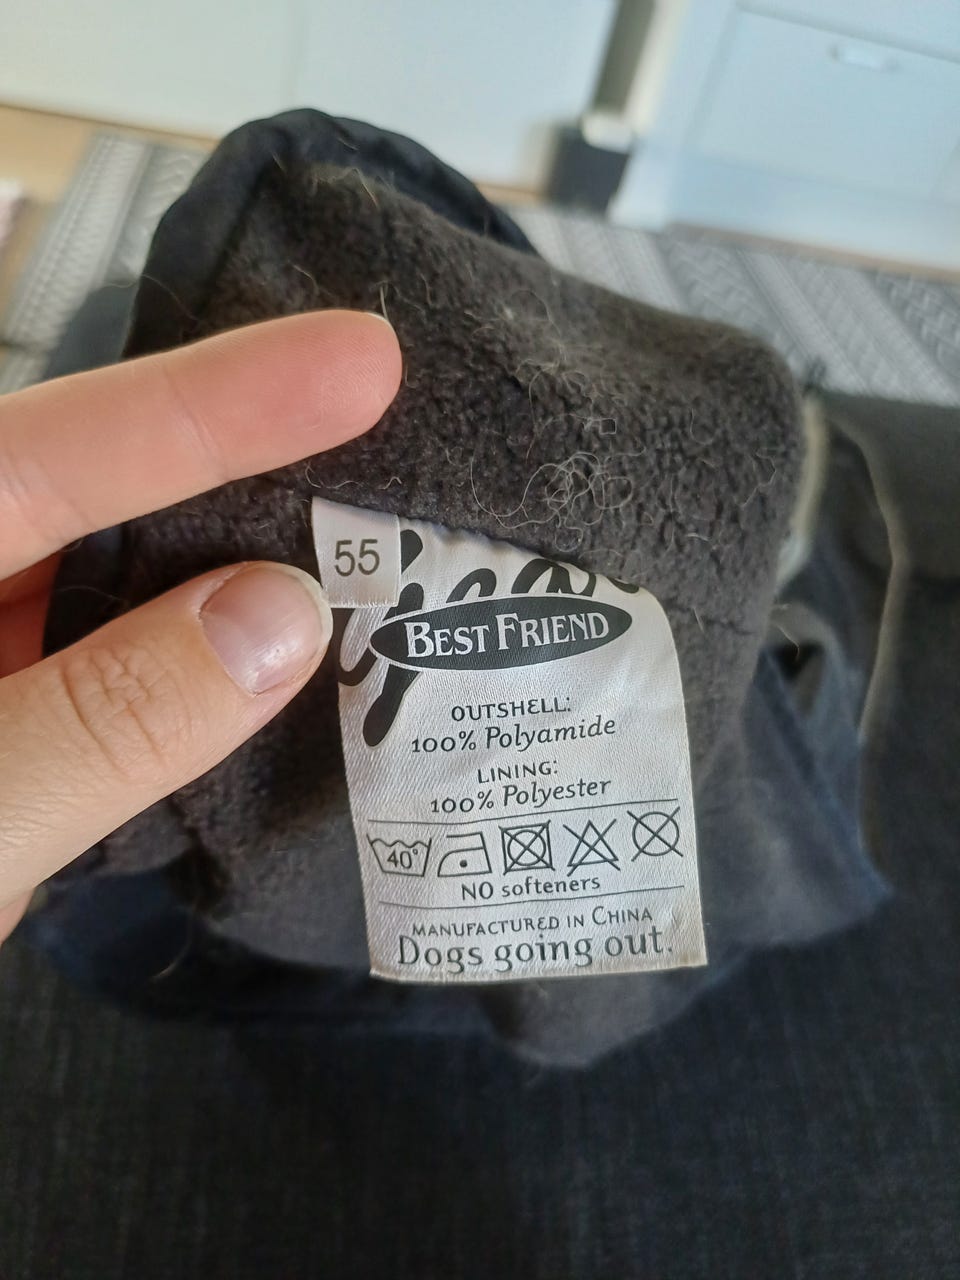 55
BEST FRIEND
OUTSHELL:
100% Polyamide
LINING:
100% Polyester
40°
NO softeners
MANUFACTURED IN CHINA
Dogs going out.